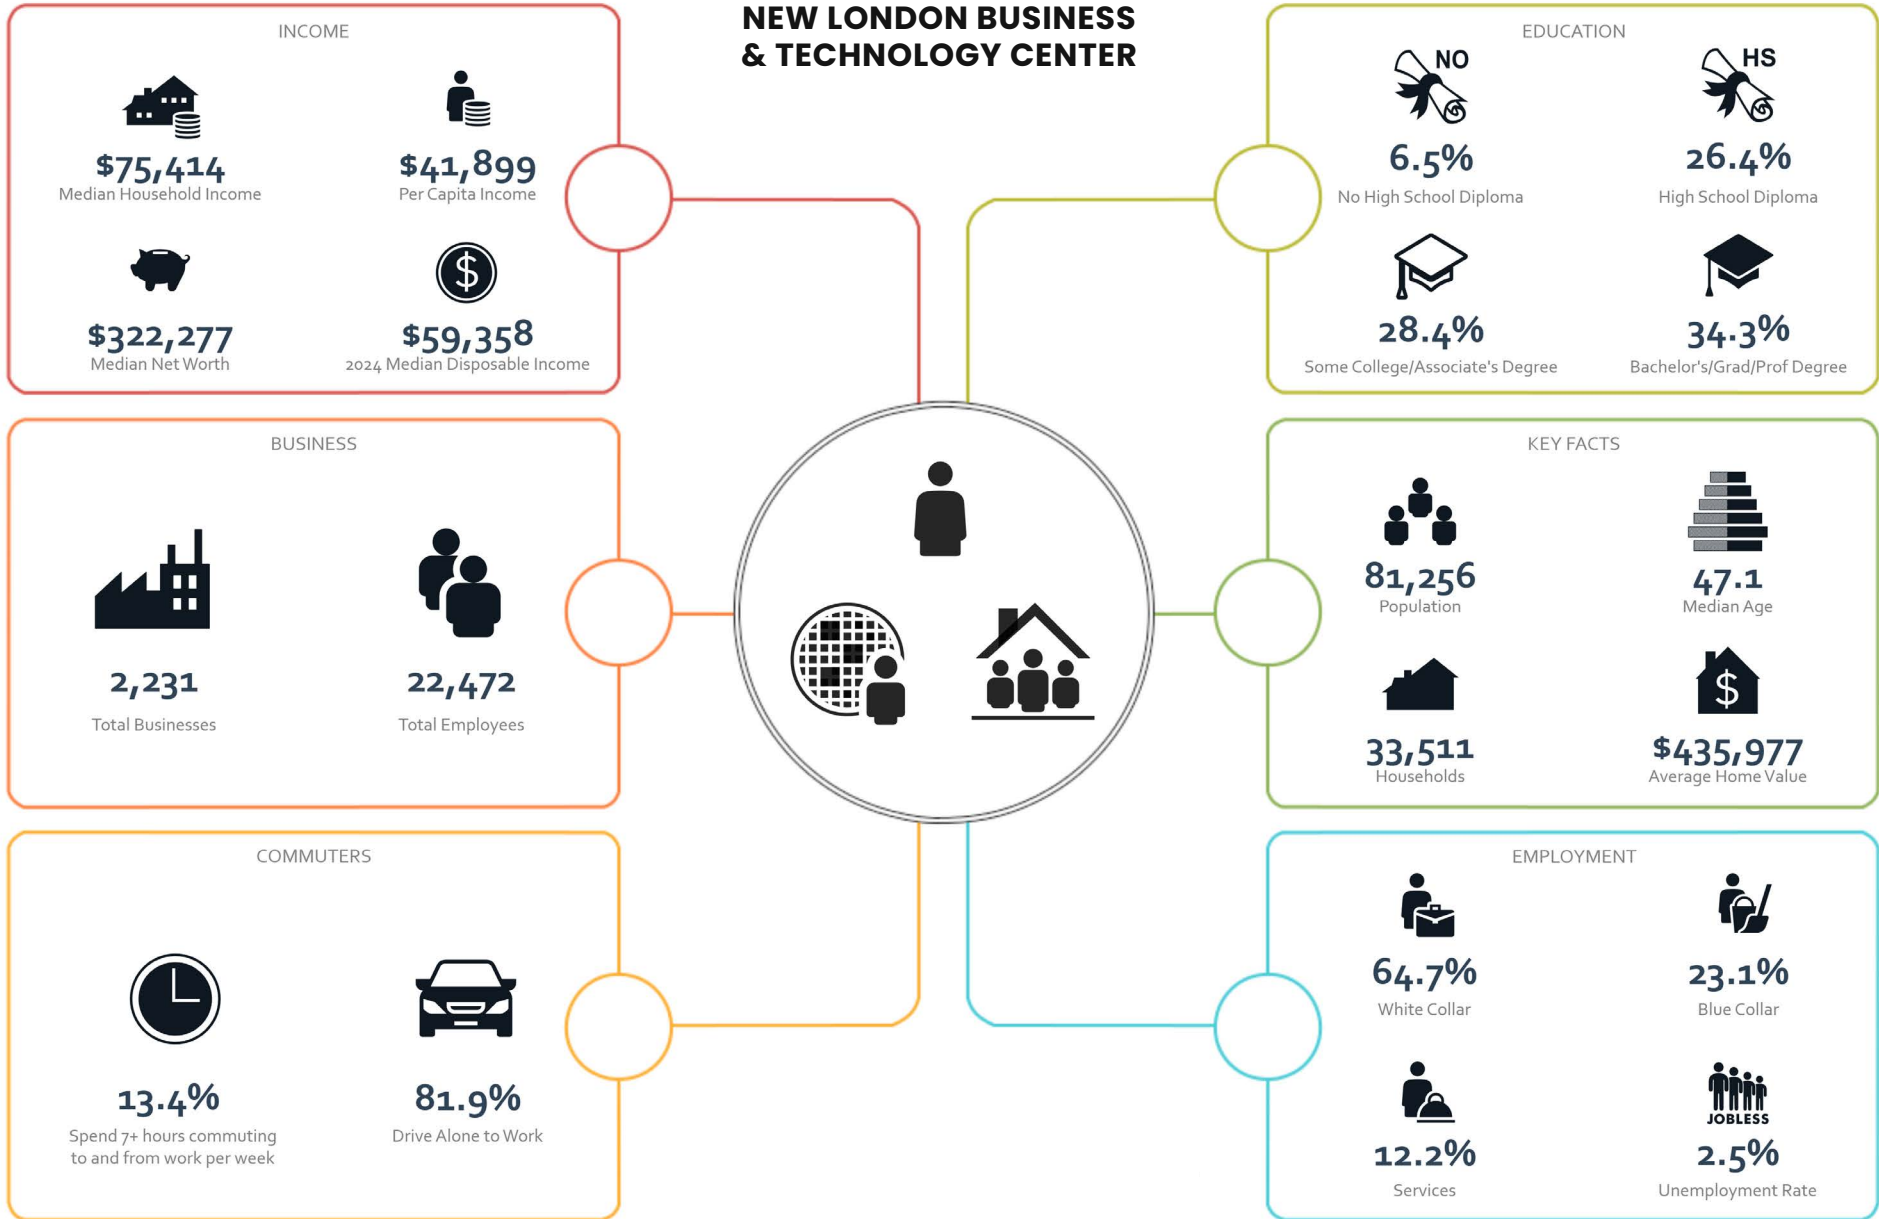 NEW LONDON BUSINESS
& TECHNOLOGY CENTER
INCOME
$75,414
Median Household Income
$41,899
Per Capita Income
$322,277
Median Net Worth
$59,358
2024 Median Disposable Income
EDUCATION
NO
6.5%
No High School Diploma
HS
26.4%
High School Diploma
28.4%
Some College/Associate's Degree
34.3%
Bachelor's/Grad/Prof Degree
BUSINESS
2,231
Total Businesses
22,472
Total Employees
KEY FACTS
81,256
Population
47.1
Median Age
33,511
Households
$
$435,977
Average Home Value
COMMUTERS
13.4%
Spend 7+ hours commuting
to and from work per week
81.9%
Drive Alone to Work
EMPLOYMENT
64.7%
White Collar
23.1%
Blue Collar
12.2%
Services
JOBLESS
2.5%
Unemployment Rate